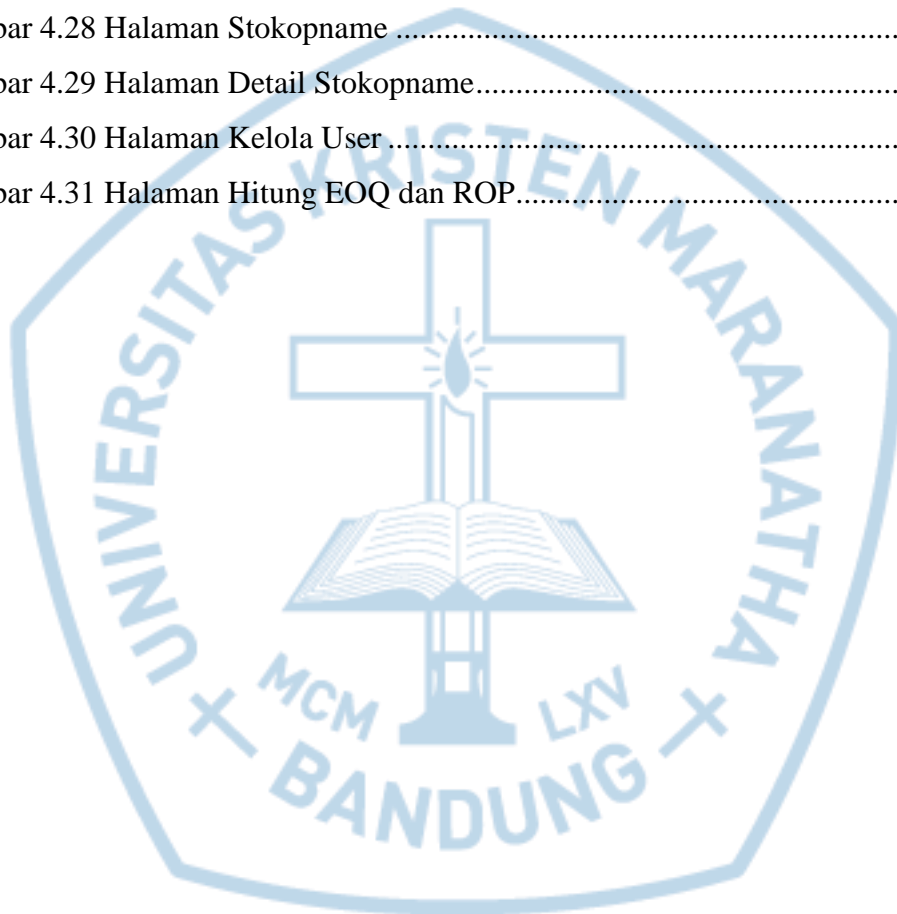 bar 4.28 Halaman Stokopname ...............................................................
bar 4.29 Halaman Detail Stokopname.....................................................
bar 4.30 Halaman Kelola User ................................................................
bar 4.31 Halaman Hitung EOQ dan ROP................................................
UNIVERSITAS KRISTEN MARANATHA
MCM LXV
BANDUNG